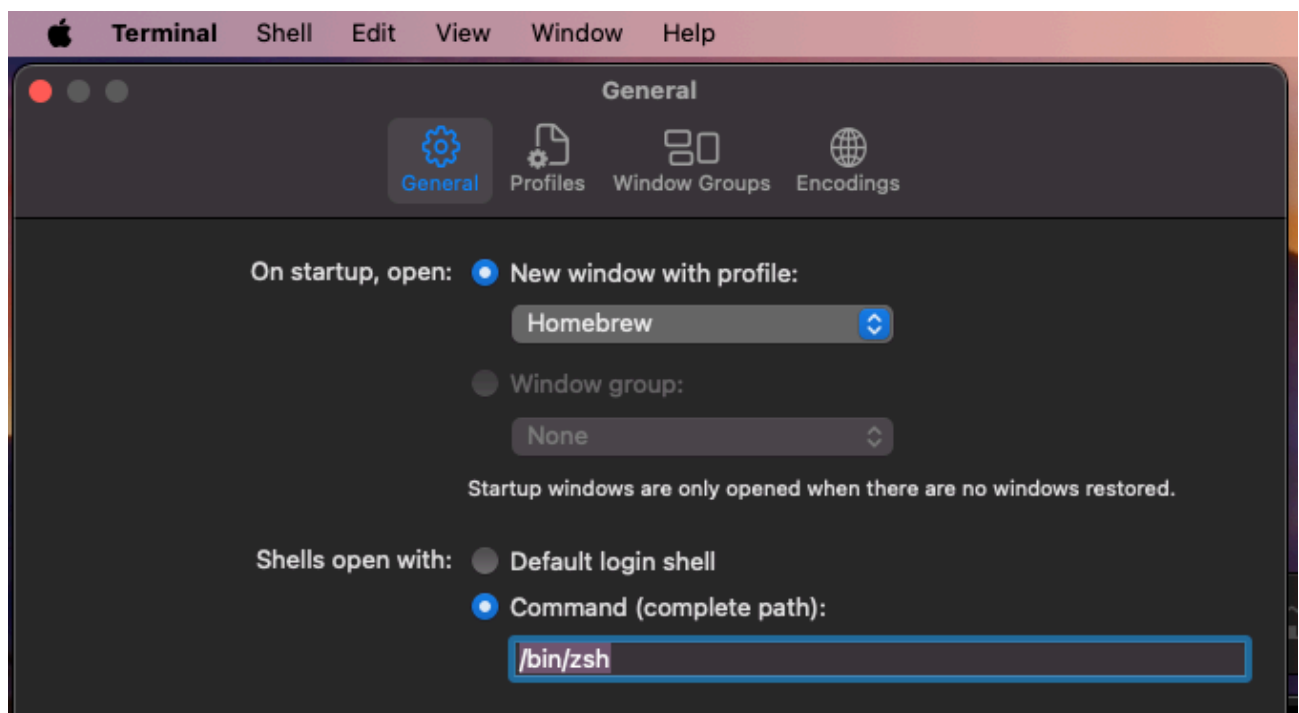 Terminal Shell Edit View Window Help
General
General Profiles Window Groups Encodings
On startup, open: New window with profile:
Homebrew
Window group:
None
Startup windows are only opened when there are no windows restored.
Shells open with: Default login shell
Command (complete path):
/bin/zsh